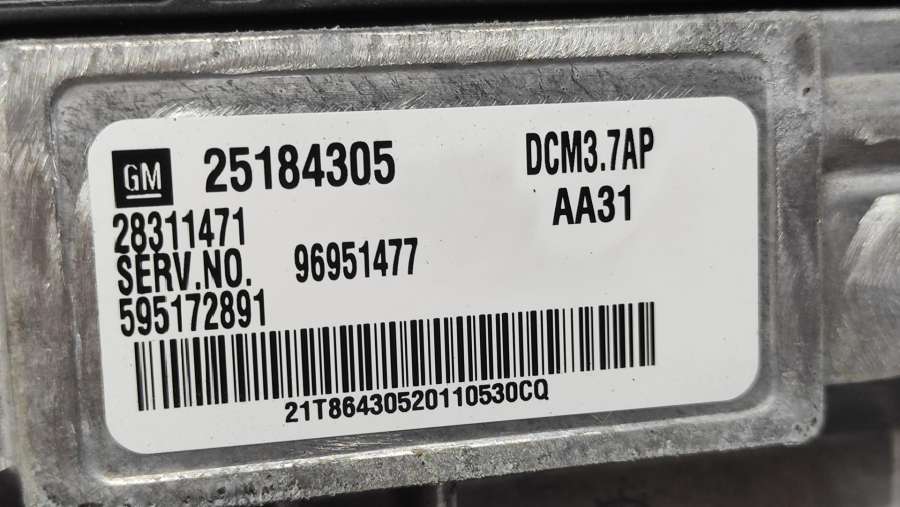 GM 25184305 DCM3.7AP
AA31
28311471
SERV.NO. 96951477
595172891
21T86430520110530CQ